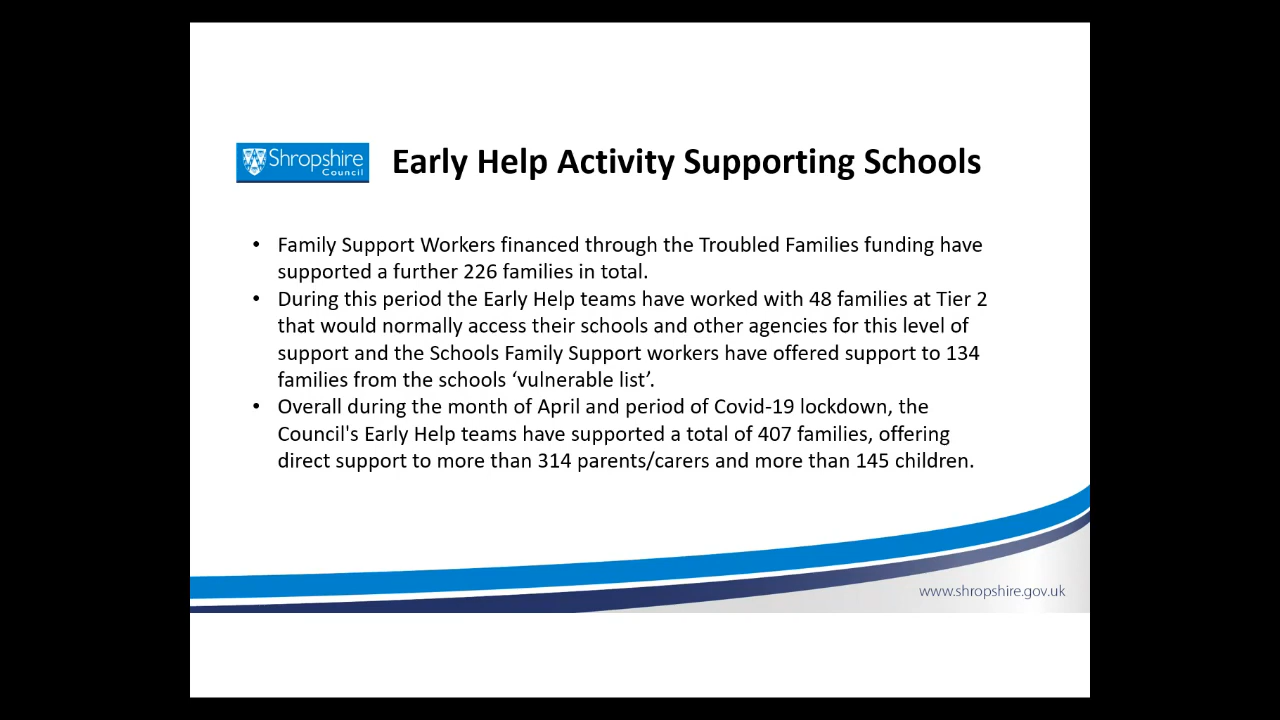 Shropshire
Council
Early Help Activity Supporting Schools
• Family Support Workers financed through the Troubled Families funding have
supported a further 226 families in total.
• During this period the Early Help teams have worked with 48 families at Tier 2
that would normally access their schools and other agencies for this level of
support and the Schools Family Support workers have offered support to 134
families from the schools ‘vulnerable list’.
• Overall during the month of April and period of Covid-19 lockdown, the
Council's Early Help teams have supported a total of 407 families, offering
direct support to more than 314 parents/carers and more than 145 children.
www.shropshire.gov.uk